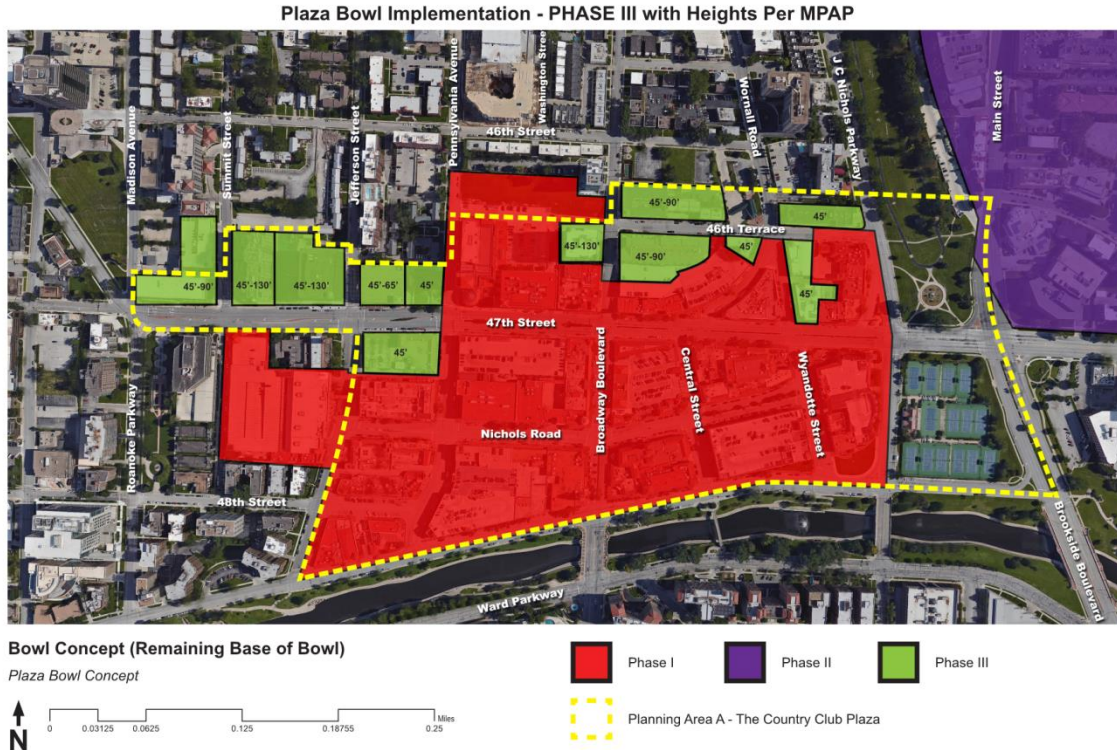 Plaza Bowl Implementation - PHASE III with Heights Per MPAP
Madison Avenue
Summit Street
Jefferson Street
Pennsylvania Avenue
Washington Street
46th Street
Wornall Road
J C Nichols Parkway
Main Street
45'-90'
45'
46th Terrace
45'-130'
45'-90'
45'
45'
45'-90'
45'-130'
45'-130'
45'-65'
45'
47th Street
45'
Broadway Boulevard
Central Street
Wyandotte Street
Nichols Road
Roanoke Parkway
48th Street
Ward Parkway
Brookside Boulevard
Bowl Concept (Remaining Base of Bowl)
Plaza Bowl Concept
Phase I
Phase II
Phase III
Planning Area A - The Country Club Plaza
N
Miles
0 0.03125 0.0625 0.125 0.18755 0.25